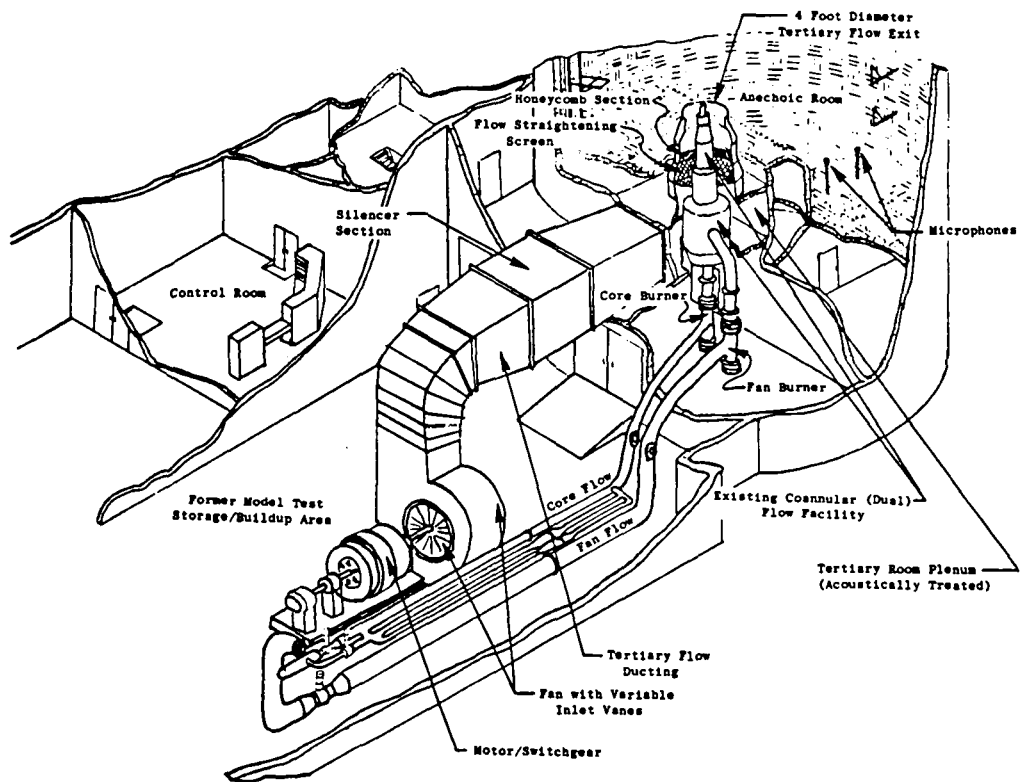 4 Foot Diameter
Tertiary Flow Exit
Honeycomb Section
Anechoic Room
Flow Straightening
Screen
Silencer
Section
Microphones
Control Room
Core Burner
Fan Burner
Former Model Test
Storage/Buildup Area
Core Flow
Fan Flow
Existing Coannular (Dual)
Flow Facility
Tertiary Room Plenum
(Acoustically Treated)
Tertiary Flow
Ducting
Fan with Variable
Inlet Vanes
Motor/Switchgear